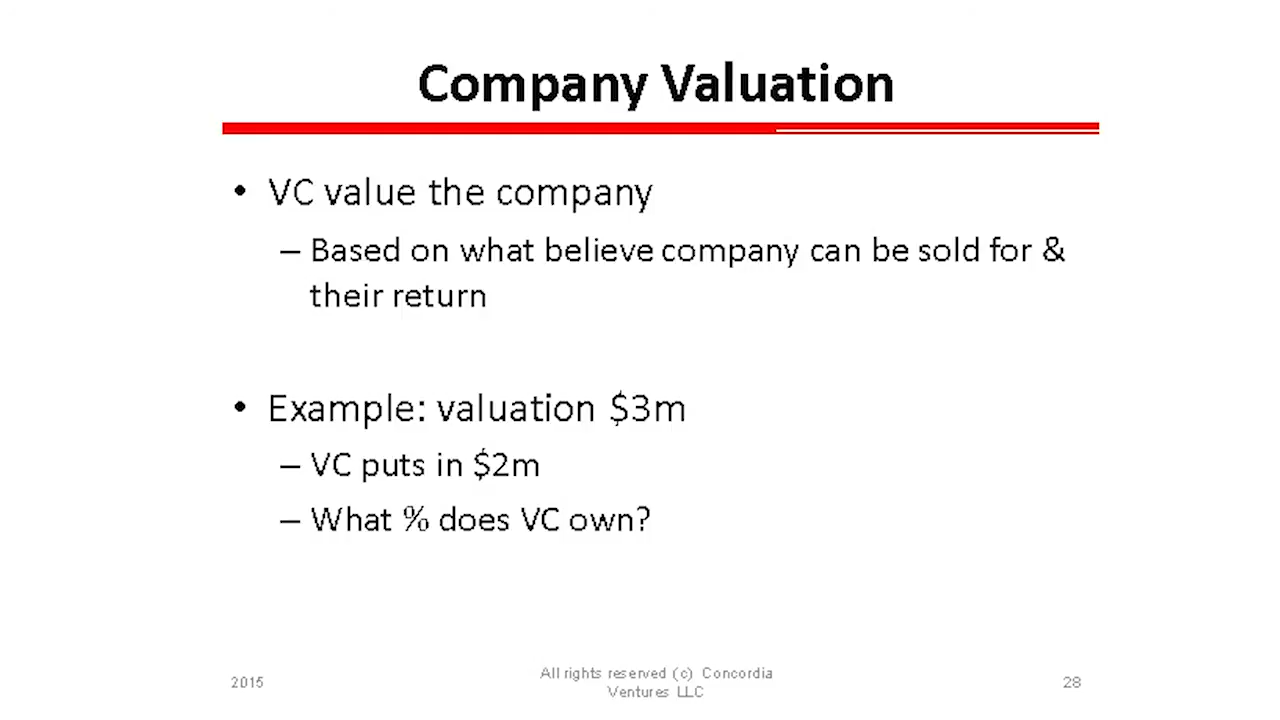 Company Valuation
• VC value the company
– Based on what believe company can be sold for &
their return
• Example: valuation $3m
– VC puts in $2m
– What % does VC own?
2015
All rights reserved (c) Concordia
Ventures LLC
28